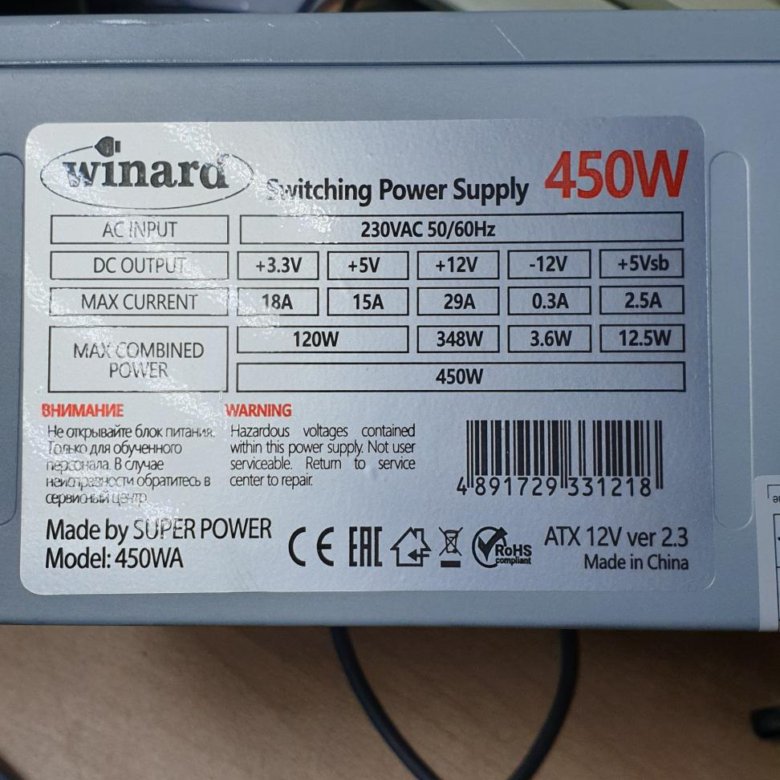 winard Switching Power Supply 450W
AC INPUT 230VAC 50/60Hz
DC OUTPUT +3.3V +5V +12V -12V +5Vsb
MAX CURRENT 18A 15A 29A 0.3A 2.5A
MAX COMBINED POWER 120W 348W 3.6W 12.5W
450W
ВНИМАНИЕ
Не открывайте блок питания.
Только для обученного
персонала. В случае
неисправности обратитесь в
сервисный центр
WARNING
Hazardous voltages contained
within this power supply. Not user
serviceable. Return to service
center to repair.
4 891729 331218
Made by SUPER POWER
Model: 450WA
CE EAC RoHS
compliant
ATX 12V ver 2.3
Made in China